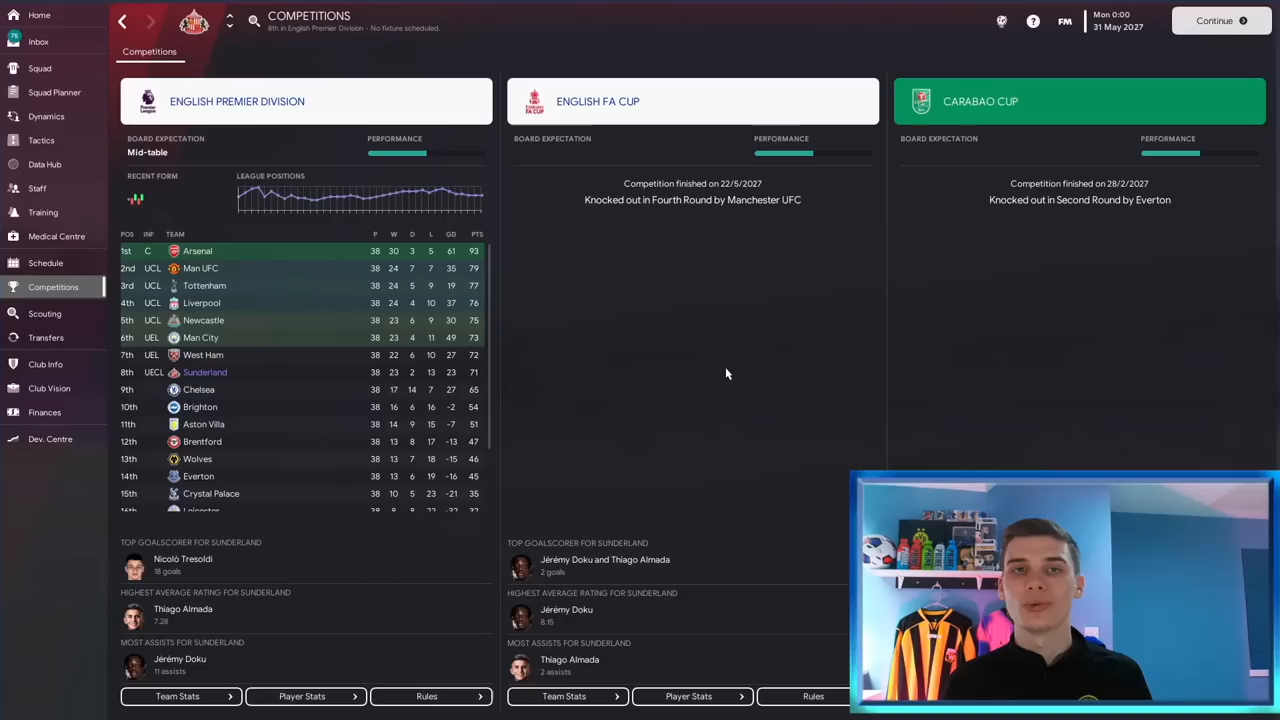 Home
75
Inbox
Squad
Squad Planner
Dynamics
Tactics
Data Hub
Staff
Training
Medical Centre
Schedule
Competitions
Scouting
Transfers
Club Info
Club Vision
Finances
Dev. Centre
COMPETITIONS
8th in English Premier Division - No fixture scheduled.
?
FM
Mon 0:00
31 May 2027
Continue
Competitions
ENGLISH PREMIER DIVISION
BOARD EXPECTATION PERFORMANCE
Mid-table
RECENT FORM LEAGUE POSITIONS
POS INF TEAM P W D L GD PTS
1st C Arsenal 38 30 3 5 61 93
2nd UCL Man UFC 38 24 7 7 35 79
3rd UCL Tottenham 38 24 5 9 19 77
4th UCL Liverpool 38 24 4 10 37 76
5th UCL Newcastle 38 23 6 9 30 75
6th UEL Man City 38 23 4 11 49 73
7th UEL West Ham 38 22 6 10 27 72
8th UECL Sunderland 38 23 2 13 23 71
9th Chelsea 38 17 14 7 27 65
10th Brighton 38 16 6 16 -2 54
11th Aston Villa 38 14 9 15 -7 51
12th Brentford 38 13 8 17 -13 47
13th Wolves 38 13 7 18 -15 46
14th Everton 38 13 6 19 -16 45
15th Crystal Palace 38 10 5 23 -21 35
16th Leicester 38 8 8 22 -32 32
TOP GOALSCORER FOR SUNDERLAND
Nicolò Tresoldi
18 goals
HIGHEST AVERAGE RATING FOR SUNDERLAND
Thiago Almada
7.28
MOST ASSISTS FOR SUNDERLAND
Jérémy Doku
11 assists
Team Stats Player Stats Rules
ENGLISH FA CUP
BOARD EXPECTATION PERFORMANCE
Competition finished on 22/5/2027
Knocked out in Fourth Round by Manchester UFC
TOP GOALSCORER FOR SUNDERLAND
Jérémy Doku and Thiago Almada
2 goals
HIGHEST AVERAGE RATING FOR SUNDERLAND
Jérémy Doku
8.15
MOST ASSISTS FOR SUNDERLAND
Thiago Almada
2 assists
Team Stats Player Stats Rules
CARABAO CUP
BOARD EXPECTATION PERFORMANCE
Competition finished on 28/2/2027
Knocked out in Second Round by Everton